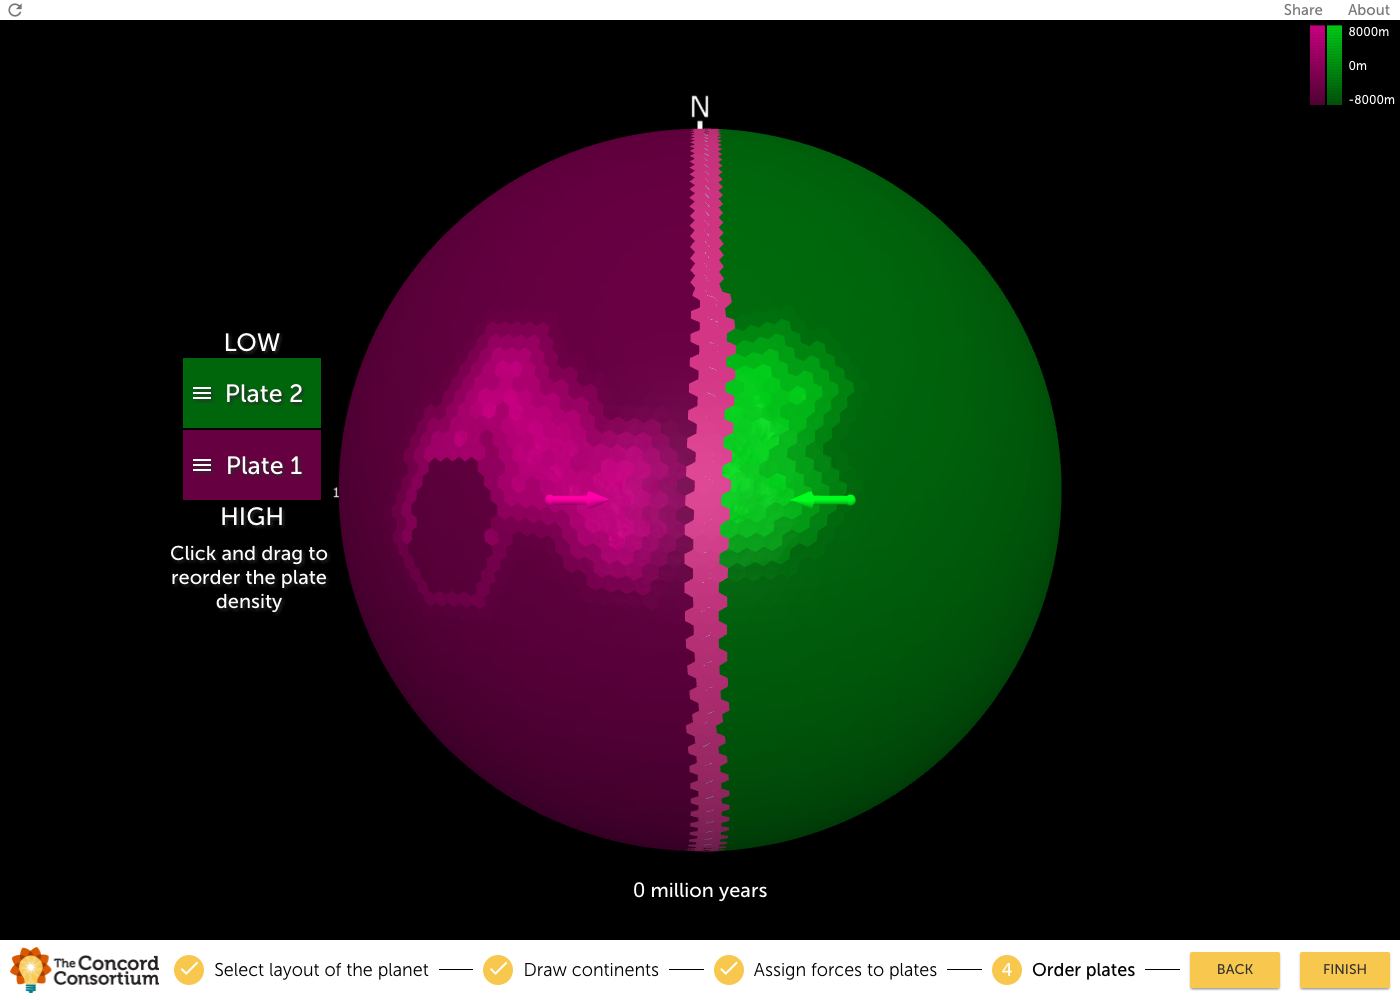 Share About
8000m
0m
-8000m
N
LOW
Plate 2
Plate 1
1
HIGH
Click and drag to
reorder the plate
density
0 million years
The Concord
Consortium
Select layout of the planet
Draw continents
Assign forces to plates
4 Order plates
BACK
FINISH